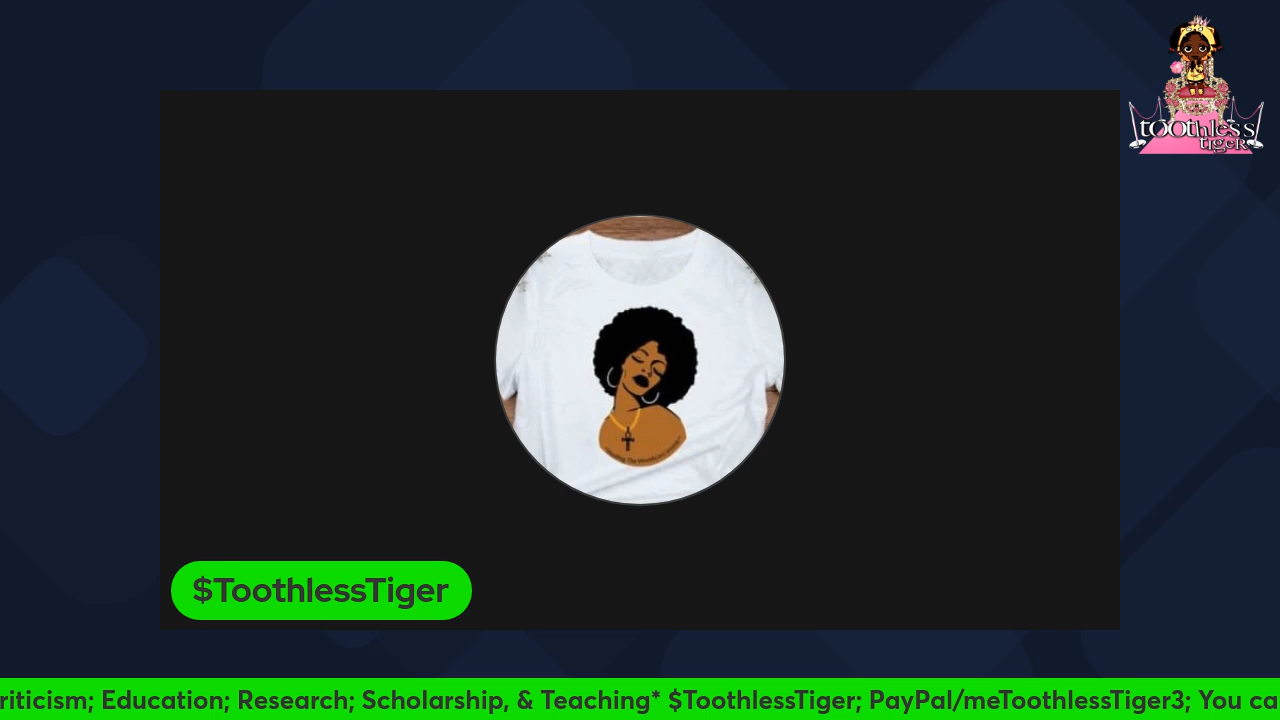 toothless
tiger
$ToothlessTiger
riticism; Education; Research; Scholarship, & Teaching* $ToothlessTiger; PayPal/meToothlessTiger3; You ca